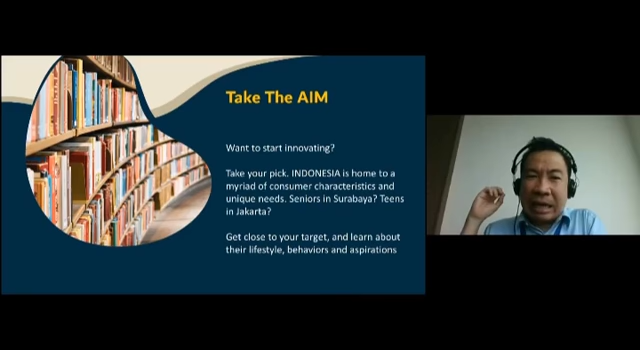 Take The AIM
Want to start innovating?
Take your pick. INDONESIA is home to a
myriad of consumer characteristics and
unique needs. Seniors in Surabaya? Teens
in Jakarta?
Get close to your target, and learn about
their lifestyle, behaviors and aspirations